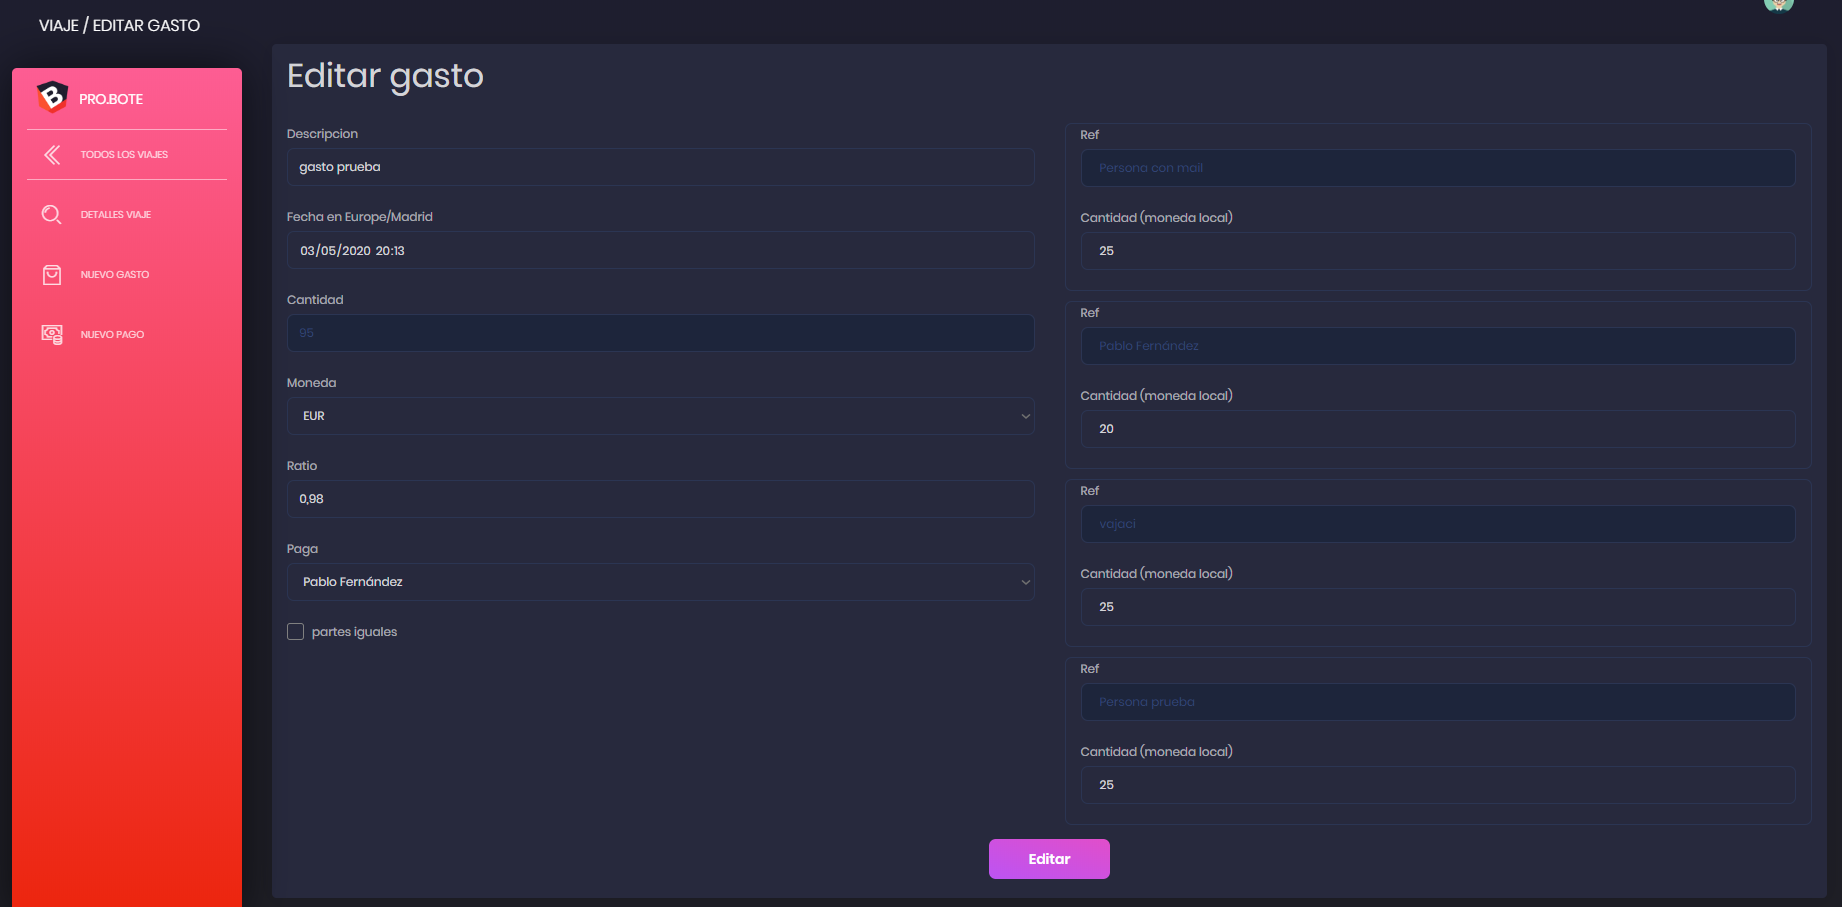 VIAJE / EDITAR GASTO
PRO.BOTE
TODOS LOS VIAJES
DETALLES VIAJE
NUEVO GASTO
NUEVO PAGO
Editar gasto
Descripcion
gasto prueba
Fecha en Europe/Madrid
03/05/2020 20:13
Cantidad
95
Moneda
EUR
Ratio
0,98
Paga
Pablo Fernández
partes iguales
Ref
Persona con mail
Cantidad (moneda local)
25
Ref
Pablo Fernández
Cantidad (moneda local)
20
Ref
vajaci
Cantidad (moneda local)
25
Ref
Persona prueba
Cantidad (moneda local)
25
Editar